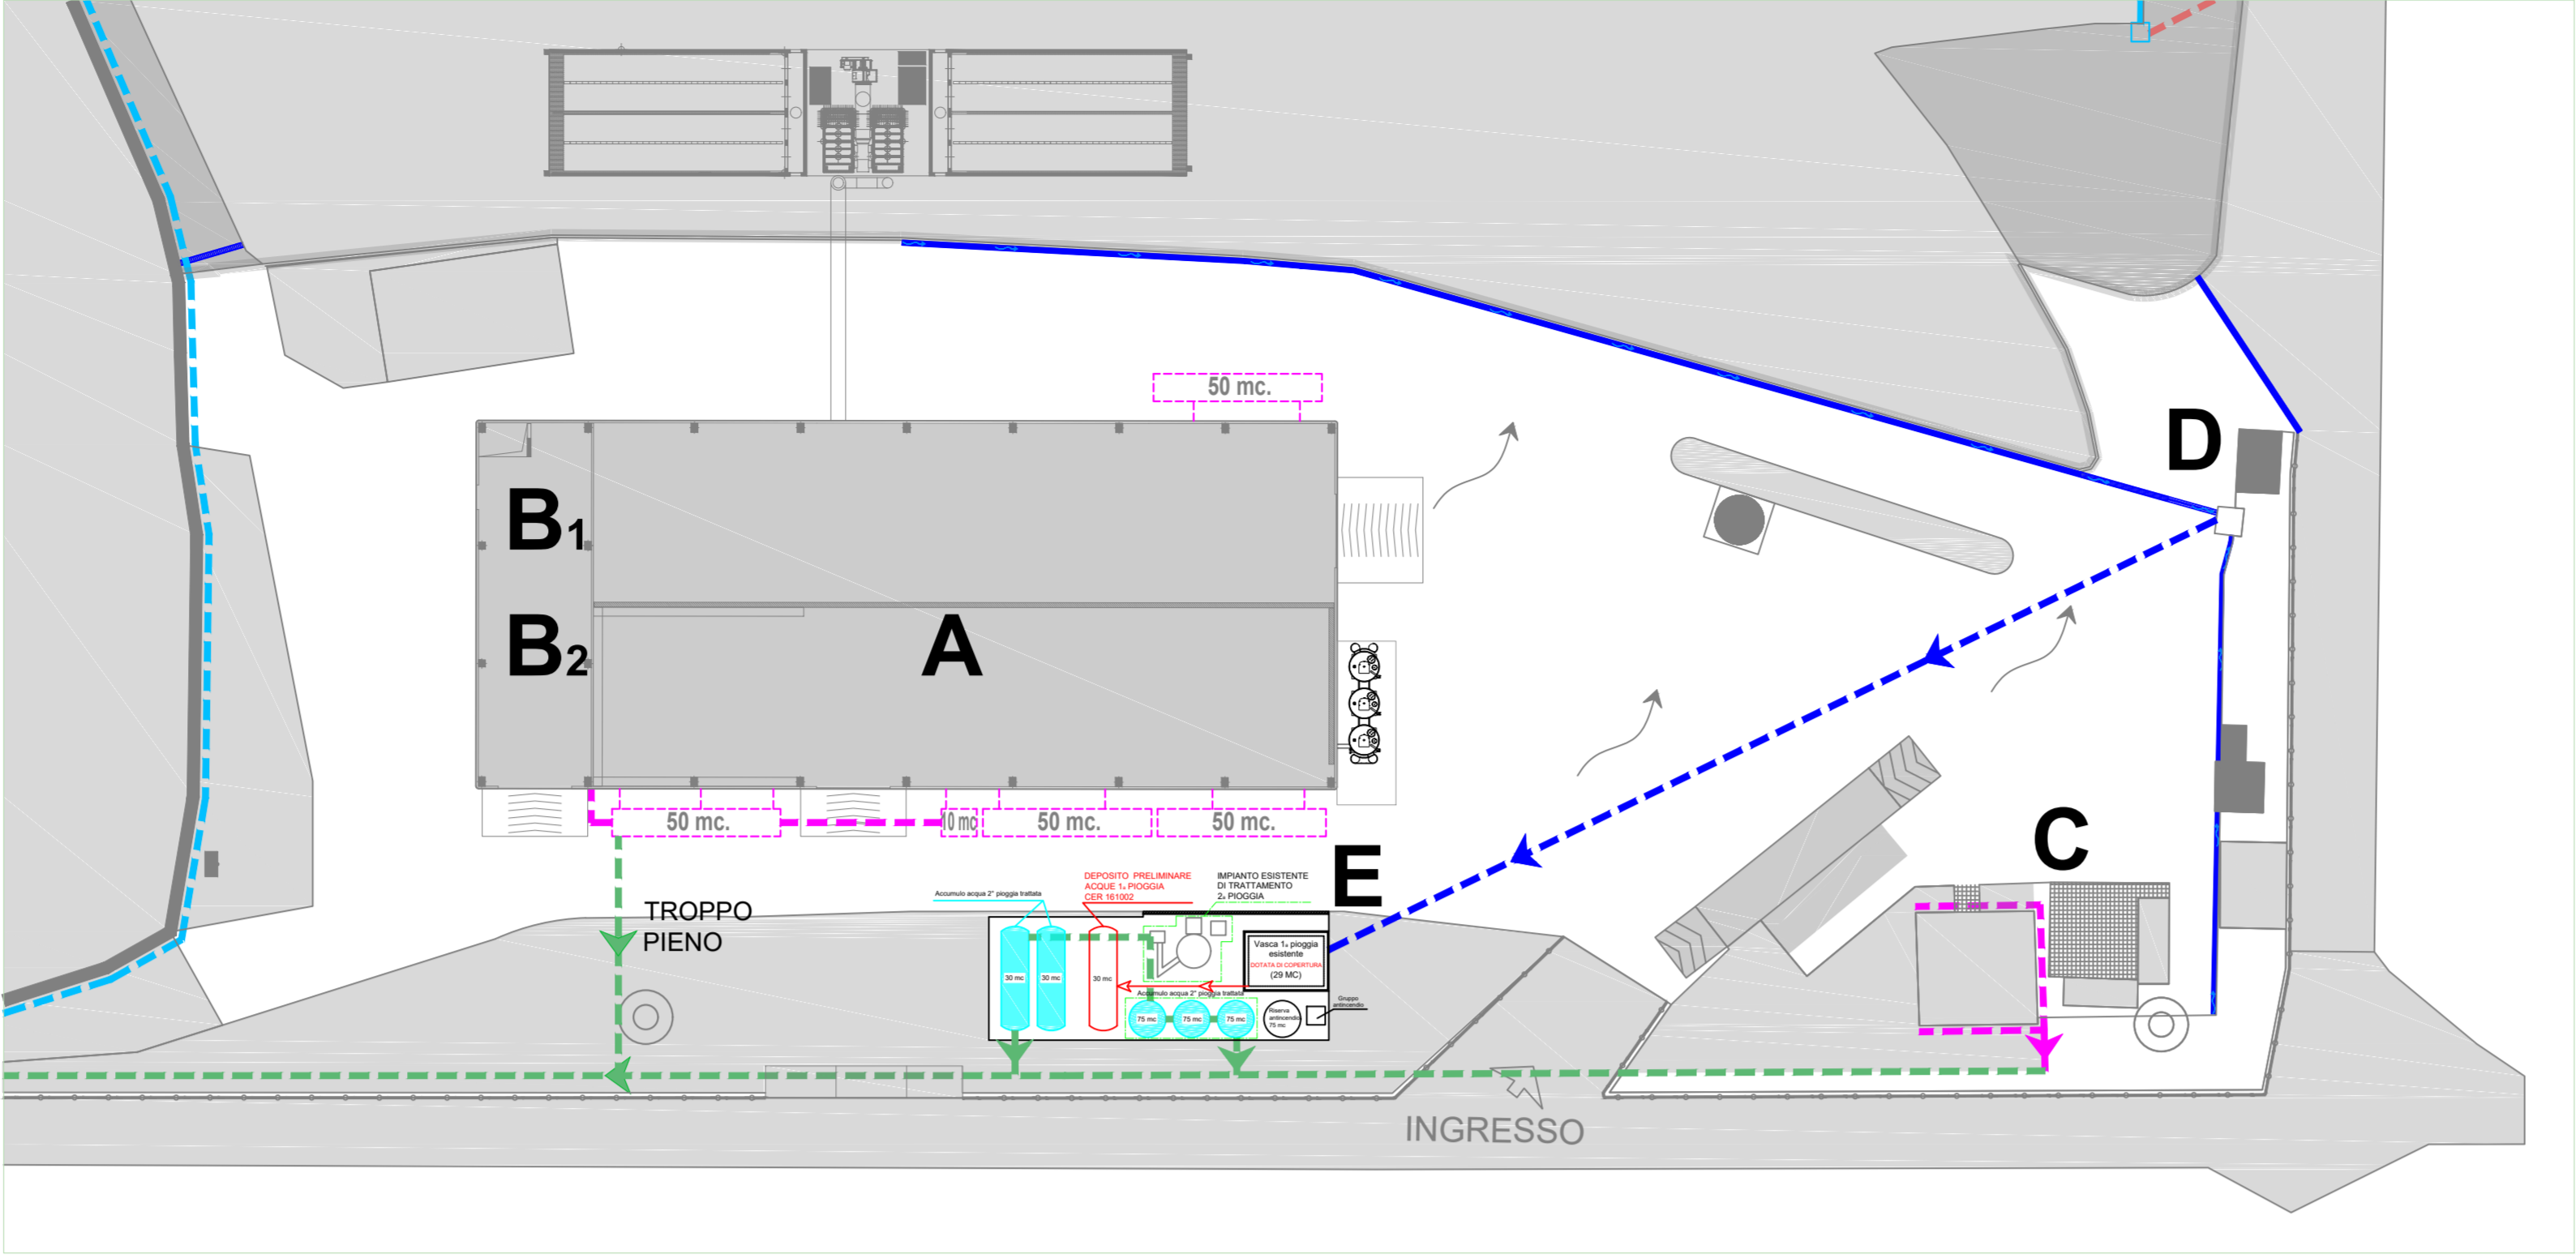 50 mc.
D
B1
B2
A
50 mc.
10 mc
50 mc.
50 mc.
C
E
TROPPO
PIENO
Accumulo acqua 2° pioggia trattata
DEPOSITO PRELIMINARE
ACQUE 1a PIOGGIA
CER 161002
IMPIANTO ESISTENTE
DI TRATTAMENTO
2a PIOGGIA
Vasca 1a pioggia
esistente
DOTATA DI COPERTURA
(29 MC)
30 mc
30 mc
30 mc
Accumulo acqua 2° pioggia trattata
75 mc
75 mc
75 mc
Riserva
antincendio
75 mc
Gruppo
antincendio
INGRESSO